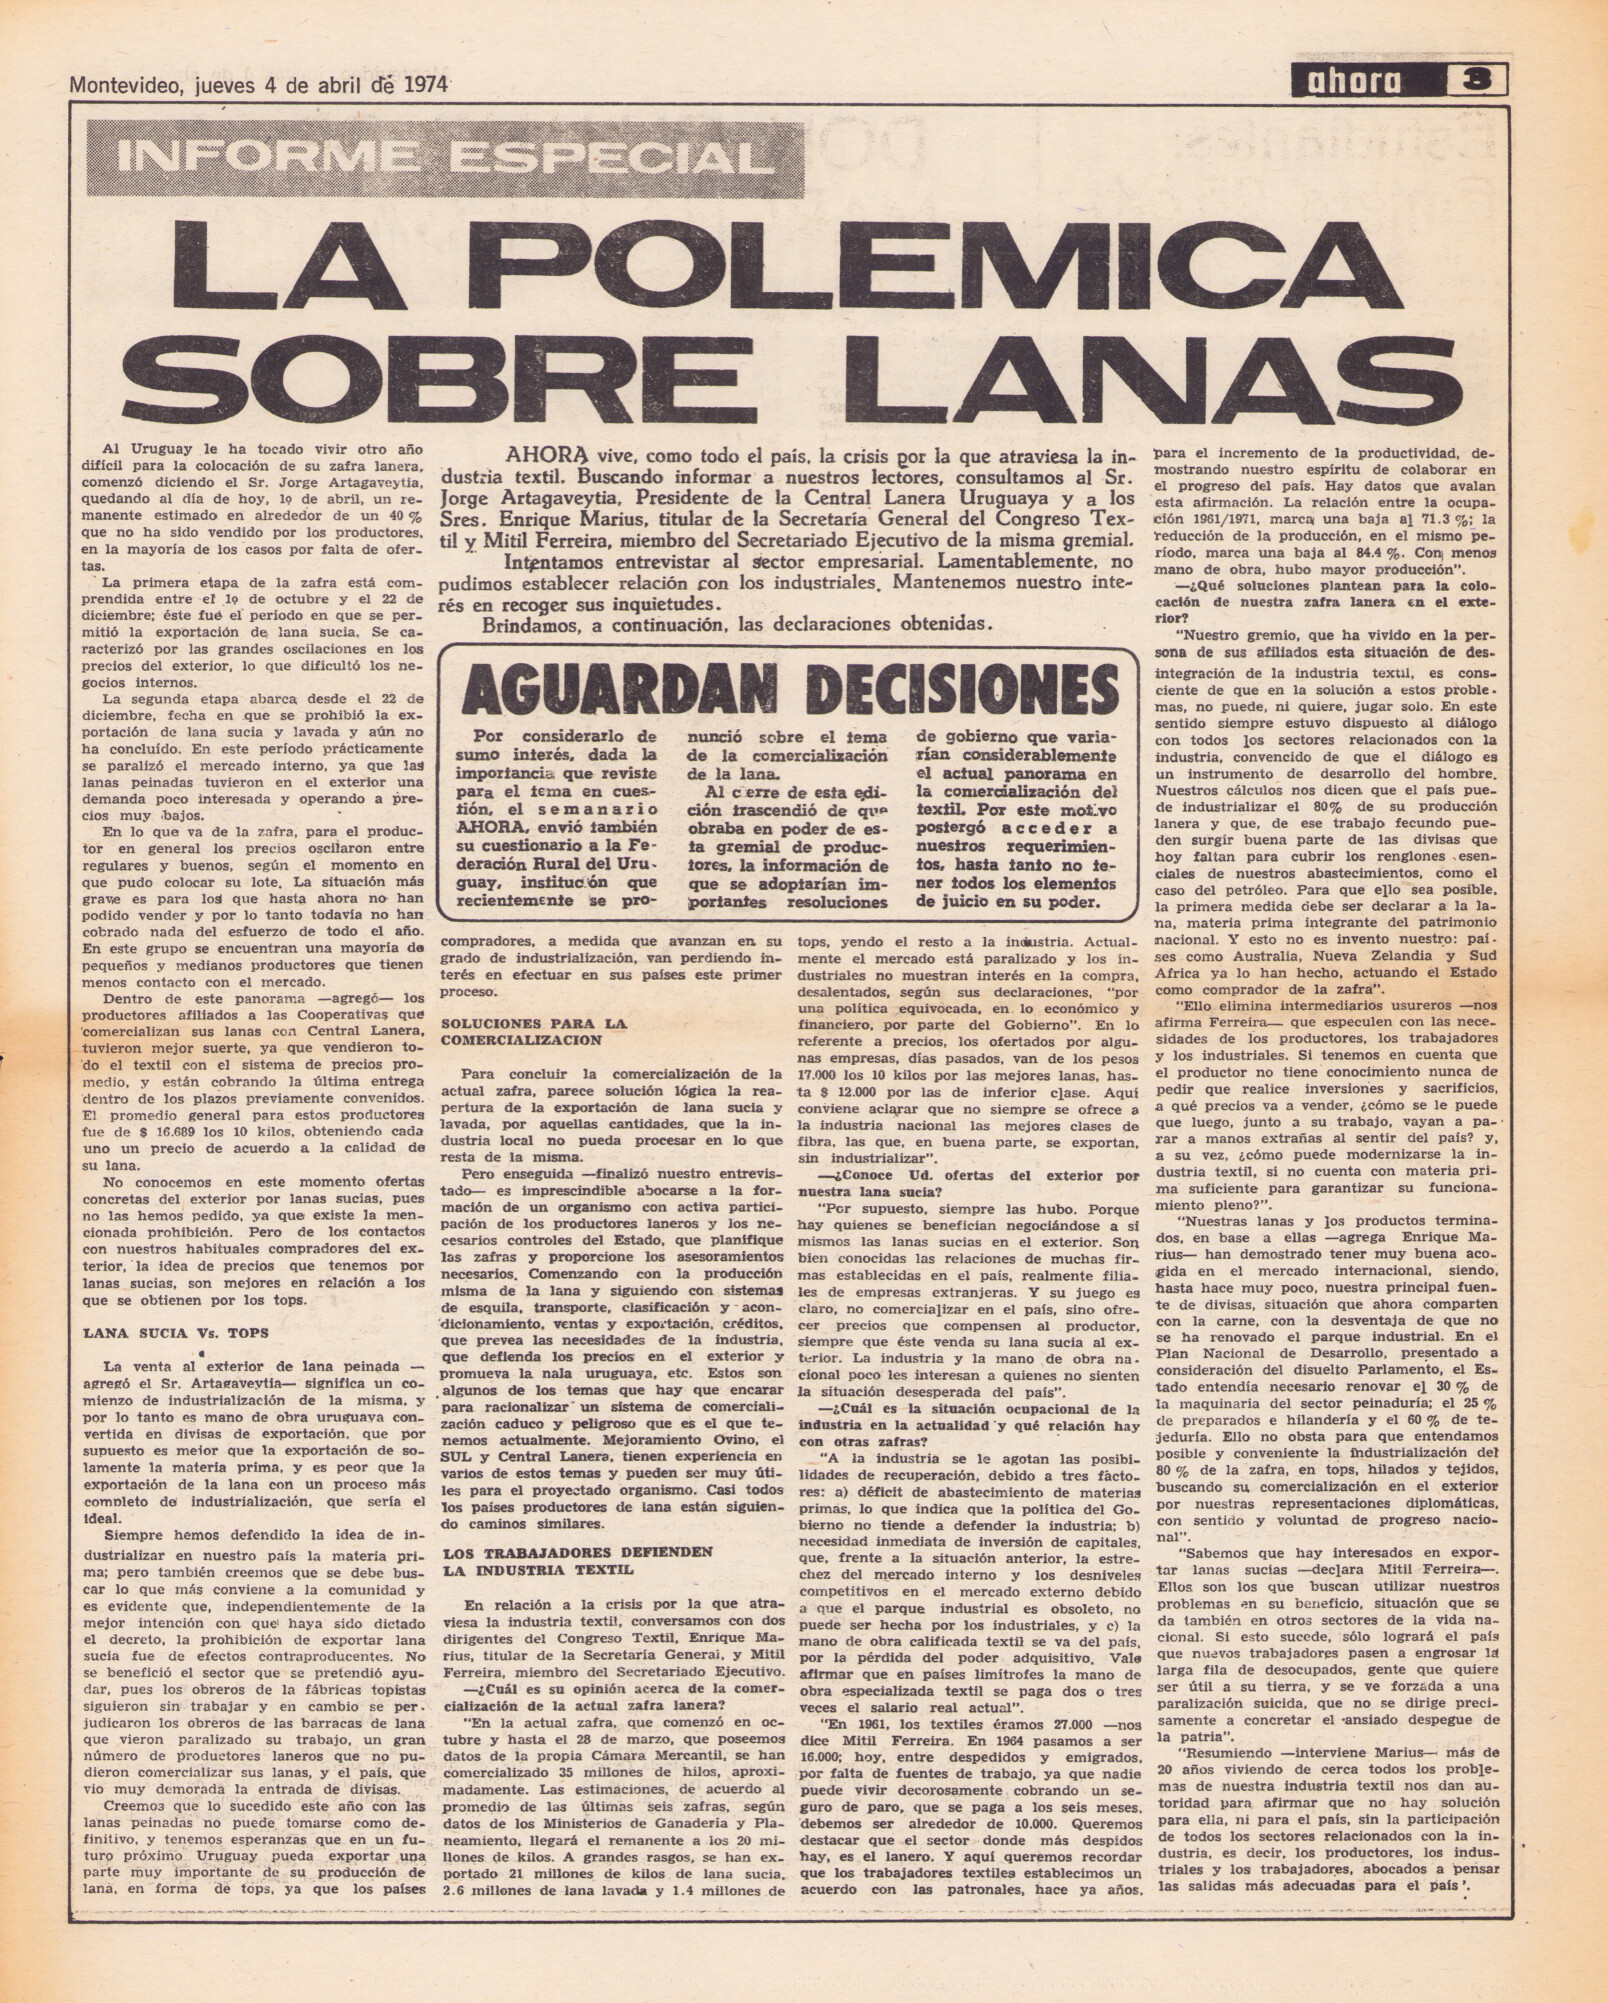 Montevideo, jueves 4 de abril de 1974
ahora 3
INFORME ESPECIAL
LA POLEMICA
SOBRE LANAS
Al Uruguay le ha tocado vivir otro año
difícil para la colocación de su zafra lanera,
comenzó diciendo el Sr. Jorge Artagaveytia,
quedando al día de hoy, 1º de abril, un re-
manente estimado en alrededor de un 40 %
que no ha sido vendido por los productores,
en la mayoría de los casos por falta de ofer-
tas.
La primera etapa de la zafra está com-
prendida entre el 1º de octubre y el 22 de
diciembre; éste fué el período en que se per-
mitió la exportación de lana sucia. Se ca-
racterizó por las grandes oscilaciones en los
precios del exterior, lo que dificultó los ne-
gocios internos.
La segunda etapa abarca desde el 22 de
diciembre, fecha en que se prohibió la ex-
portación de lana sucia y lavada y aún no
ha concluído. En este período prácticamente
se paralizó el mercado interno, ya que las
lanas peinadas tuvieron en el exterior una
demanda poco interesada y operando a pre-
cios muy bajos.
En lo que va de la zafra, para el produc-
tor en general los precios oscilaron entre
regulares y buenos, según el momento en
que pudo colocar su lote. La situación más
grave es para los que hasta ahora no han
podido vender y por lo tanto todavía no han
cobrado nada del esfuerzo de todo el año.
En este grupo se encuentran una mayoría de
pequeños y medianos productores que tienen
menos contacto con el mercado.
Dentro de este panorama —agregó— los
productores afiliados a las Cooperativas que
comercializan sus lanas con Central Lanera,
tuvieron mejor suerte, ya que vendieron to-
do el textil con el sistema de precios pro-
medio, y están cobrando la última entrega
dentro de los plazos previamente convenidos.
El promedio general para estos productores
fue de $ 16.689 los 10 kilos, obteniendo cada
uno un precio de acuerdo a la calidad de
su lana.
No conocemos en este momento ofertas
concretas del exterior por lanas sucias, pues
no las hemos pedido, ya que existe la men-
cionada prohibición. Pero de los contactos
con nuestros habituales compradores del ex-
terior, la idea de precios que tenemos por
lanas sucias, son mejores en relación a los
que se obtienen por los tops.
LANA SUCIA Vs. TOPS
La venta al exterior de lana peinada —
agregó el Sr. Artagaveytia— significa un co-
mienzo de industrialización de la misma, y
por lo tanto es mano de obra uruguaya con-
vertida en divisas de exportación, que por
supuesto es mejor que la exportación de so-
lamente la materia prima, y es peor que la
exportación de la lana con un proceso más
completo de industrialización, que sería el
ideal.
Siempre hemos defendido la idea de in-
dustrializar en nuestro país la materia pri-
ma; pero también creemos que se debe bus-
car lo que más conviene a la comunidad y
es evidente que, independientemente de la
mejor intención con que haya sido dictado
el decreto, la prohibición de exportar lana
sucia fue de efectos contraproducentes. No
se benefició el sector que se pretendió ayu-
dar, pues los obreros de la fábricas topistas
siguieron sin trabajar y en cambio se per-
judicaron los obreros de las barracas de lana
que vieron paralizado su trabajo, un gran
número de productores laneros que no pu-
dieron comercializar sus lanas, y el país, que
vio muy demorada la entrada de divisas.
Creemos que lo sucedido este año con las
lanas peinadas no puede tomarse como de-
finitivo, y tenemos esperanzas que en un fu-
turo próximo Uruguay pueda exportar una
parte muy importante de su producción de
lana, en forma de tops, ya que los países
AHORA vive, como todo el país, la crisis por la que atraviesa la in-
dustria textil. Buscando informar a nuestros lectores, consultamos al Sr.
Jorge Artagaveytia, Presidente de la Central Lanera Uruguaya y a los
Sres. Enrique Marius, titular de la Secretaría General del Congreso Tex-
til y Mitil Ferreira, miembro del Secretariado Ejecutivo de la misma gremial.
Intentamos entrevistar al sector empresarial. Lamentablemente, no
pudimos establecer relación con los industriales. Mantenemos nuestro inte-
rés en recoger sus inquietudes.
Brindamos, a continuación, las declaraciones obtenidas.
AGUARDAN DECISIONES
Por considerarlo de
sumo interés, dada la
importancia que reviste
para el tema en cues-
tión, el semanario
AHORA, envió también
su cuestionario a la Fe-
deración Rural del Uru-
guay, institución que
recientemente se pro-
nunció sobre el tema
de la comercialización
de la lana.
Al cierre de esta edi-
ción trascendió de que
obraba en poder de es-
ta gremial de produc-
tores, la información de
que se adoptarían im-
portantes resoluciones
de gobierno que varia-
rían considerablemente
el actual panorama en
la comercialización del
textil. Por este motivo
postergó acceder a
nuestros requerimien-
tos, hasta tanto no te-
ner todos los elementos
de juicio en su poder.
compradores, a medida que avanzan en su
grado de industrialización, van perdiendo in-
terés en efectuar en sus países este primer
proceso.
SOLUCIONES PARA LA
COMERCIALIZACION
Para concluir la comercialización de la
actual zafra, parece solución lógica la rea-
pertura de la exportación de lana sucia y
lavada, por aquellas cantidades, que la in-
dustria local no pueda procesar en lo que
resta de la misma.
Pero enseguida —finalizó nuestro entrevis-
tado— es imprescindible abocarse a la for-
mación de un organismo con activa partici-
pación de los productores laneros y los ne-
cesarios controles del Estado, que planifique
las zafras y proporcione los asesoramientos
necesarios. Comenzando con la producción
misma de la lana y siguiendo con sistemas
de esquila, transporte, clasificación y acon-
dicionamiento, ventas y exportación, créditos,
que prevea las necesidades de la industria,
que defienda los precios en el exterior y
promueva la nala uruguaya, etc. Estos son
algunos de los temas que hay que encarar
para racionalizar un sistema de comerciali-
zación caduco y peligroso que es el que te-
nemos actualmente. Mejoramiento Ovino, el
SUL y Central Lanera, tienen experiencia en
varios de estos temas y pueden ser muy úti-
les para el proyectado organismo. Casi todos
los países productores de lana están siguien-
do caminos similares.
LOS TRABAJADORES DEFIENDEN
LA INDUSTRIA TEXTIL
En relación a la crisis por la que atra-
viesa la industria textil, conversamos con dos
dirigentes del Congreso Textil, Enrique Ma-
rius, titular de la Secretaría General, y Mitil
Ferreira, miembro del Secretariado Ejecutivo.
—¿Cuál es su opinión acerca de la comer-
cialización de la actual zafra lanera?
"En la actual zafra, que comenzó en oc-
tubre y hasta el 28 de marzo, que poseemos
datos de la propia Cámara Mercantil, se han
comercializado 35 millones de hilos, aproxi-
madamente. Las estimaciones, de acuerdo al
promedio de las últimas seis zafras, según
datos de los Ministerios de Ganadería y Pla-
neamiento, llegará el remanente a los 20 mi-
llones de kilos. A grandes rasgos, se han ex-
portado 21 millones de kilos de lana sucia,
2.6 millones de lana lavada y 1.4 millones de
tops, yendo el resto a la industria. Actual-
mente el mercado está paralizado y los in-
dustriales no muestran interés en la compra,
desalentados, según sus declaraciones, "por
una política equivocada, en lo económico y
financiero, por parte del Gobierno". En lo
referente a precios, los ofertados por algu-
nas empresas, días pasados, van de los pesos
17.000 los 10 kilos por las mejores lanas, has-
ta $ 12.000 por las de inferior clase. Aquí
conviene aclarar que no siempre se ofrece a
la industria nacional las mejores clases de
fibra, las que, en buena parte, se exportan,
sin industrializar".
—¿Conoce Ud. ofertas del exterior por
nuestra lana sucia?
"Por supuesto, siempre las hubo. Porque
hay quienes se benefician negociándose a si
mismos las lanas sucias en el exterior. Son
bien conocidas las relaciones de muchas fir-
mas establecidas en el país, realmente filia-
les de empresas extranjeras. Y su juego es
claro, no comercializar en el país, sino ofre-
cer precios que compensen al productor,
siempre que éste venda su lana sucia al ex-
terior. La industria y la mano de obra na-
cional poco les interesan a quienes no sienten
la situación desesperada del país".
—¿Cuál es la situación ocupacional de la
industria en la actualidad y qué relación hay
con otras zafras?
"A la industria se le agotan las posibi-
lidades de recuperación, debido a tres facto-
res: a) déficit de abastecimiento de materias
primas, lo que indica que la política del Go-
bierno no tiende a defender la industria; b)
necesidad inmediata de inversión de capitales,
que, frente a la situación anterior, la estre-
chez del mercado interno y los desniveles
competitivos en el mercado externo debido
a que el parque industrial es obsoleto, no
puede ser hecha por los industriales, y c) la
mano de obra calificada textil se va del país,
por la pérdida del poder adquisitivo. Vale
afirmar que en países limítrofes la mano de
obra especializada textil se paga dos o tres
veces el salario real actual".
"En 1961, los textiles éramos 27.000 —nos
dice Mitil Ferreira. En 1964 pasamos a ser
16.000; hoy, entre despedidos y emigrados,
por falta de fuentes de trabajo, ya que nadie
puede vivir decorosamente cobrando un se-
guro de paro, que se paga a los seis meses,
debemos ser alrededor de 10.000. Queremos
destacar que el sector donde más despidos
hay, es el lanero. Y aquí queremos recordar
que los trabajadores textiles establecimos un
acuerdo con las patronales, hace ya años,
para el incremento de la productividad, de-
mostrando nuestro espíritu de colaborar en
el progreso del país. Hay datos que avalan
esta afirmación. La relación entre la ocupa-
ción 1961/1971, marca una baja al 71.3 %; la
reducción de la producción, en el mismo pe-
ríodo, marca una baja al 84.4 %. Con menos
mano de obra, hubo mayor producción".
—¿Qué soluciones plantean para la colo-
cación de nuestra zafra lanera en el exte-
rior?
"Nuestro gremio, que ha vivido en la per-
sona de sus afiliados esta situación de des-
integración de la industria textil, es cons-
ciente de que en la solución a estos proble-
mas, no puede, ni quiere, jugar solo. En este
sentido siempre estuvo dispuesto al diálogo
con todos los sectores relacionados con la
industria, convencido de que el diálogo es
un instrumento de desarrollo del hombre.
Nuestros cálculos nos dicen que el país pue-
de industrializar el 80% de su producción
lanera y que, de ese trabajo fecundo pue-
den surgir buena parte de las divisas que
hoy faltan para cubrir los renglones esen-
ciales de nuestros abastecimientos, como el
caso del petróleo. Para que ello sea posible,
la primera medida debe ser declarar a la la-
na, materia prima integrante del patrimonio
nacional. Y esto no es invento nuestro: paí-
ses como Australia, Nueva Zelandia y Sud
Africa ya lo han hecho, actuando el Estado
como comprador de la zafra".
"Ello elimina intermediarios usureros —nos
afirma Ferreira— que especulen con las nece-
sidades de los productores, los trabajadores
y los industriales. Si tenemos en cuenta que
el productor no tiene conocimiento nunca de
pedir que realice inversiones y sacrificios,
a qué precios va a vender, ¿cómo se le puede
que luego, junto a su trabajo, vayan a pa-
rar a manos extrañas al sentir del país? y,
a su vez, ¿cómo puede modernizarse la in-
dustria textil, si no cuenta con materia pri-
ma suficiente para garantizar su funciona-
miento pleno?".
"Nuestras lanas y los productos termina-
dos, en base a ellas —agrega Enrique Ma-
rius— han demostrado tener muy buena aco-
gida en el mercado internacional, siendo,
hasta hace muy poco, nuestra principal fuen-
te de divisas, situación que ahora comparten
con la carne, con la desventaja de que no
se ha renovado el parque industrial. En el
Plan Nacional de Desarrollo, presentado a
consideración del disuelto Parlamento, el Es-
tado entendía necesario renovar el 30 % de
la maquinaria del sector peinaduría; el 25 %
de preparados e hilandería y el 60 % de te-
jeduría. Ello no obsta para que entendamos
posible y conveniente la industrialización del
80 % de la zafra, en tops, hilados y tejidos,
buscando su comercialización en el exterior
por nuestras representaciones diplomáticas,
con sentido y voluntad de progreso nacio-
nal".
"Sabemos que hay interesados en expor-
tar lanas sucias —declara Mitil Ferreira—.
Ellos son los que buscan utilizar nuestros
problemas en su beneficio, situación que se
da también en otros sectores de la vida na-
cional. Si esto sucede, sólo logrará el país
que nuevos trabajadores pasen a engrosar la
larga fila de desocupados, gente que quiere
ser útil a su tierra, y se ve forzada a una
paralización suicida, que no se dirige preci-
samente a concretar el ansiado despegue de
la patria".
"Resumiendo —interviene Marius— más de
20 años viviendo de cerca todos los proble-
mas de nuestra industria textil nos dan au-
toridad para afirmar que no hay solución
para ella, ni para el país, sin la participación
de todos los sectores relacionados con la in-
dustria, es decir, los productores, los indus-
triales y los trabajadores, abocados a pensar
las salidas más adecuadas para el país".